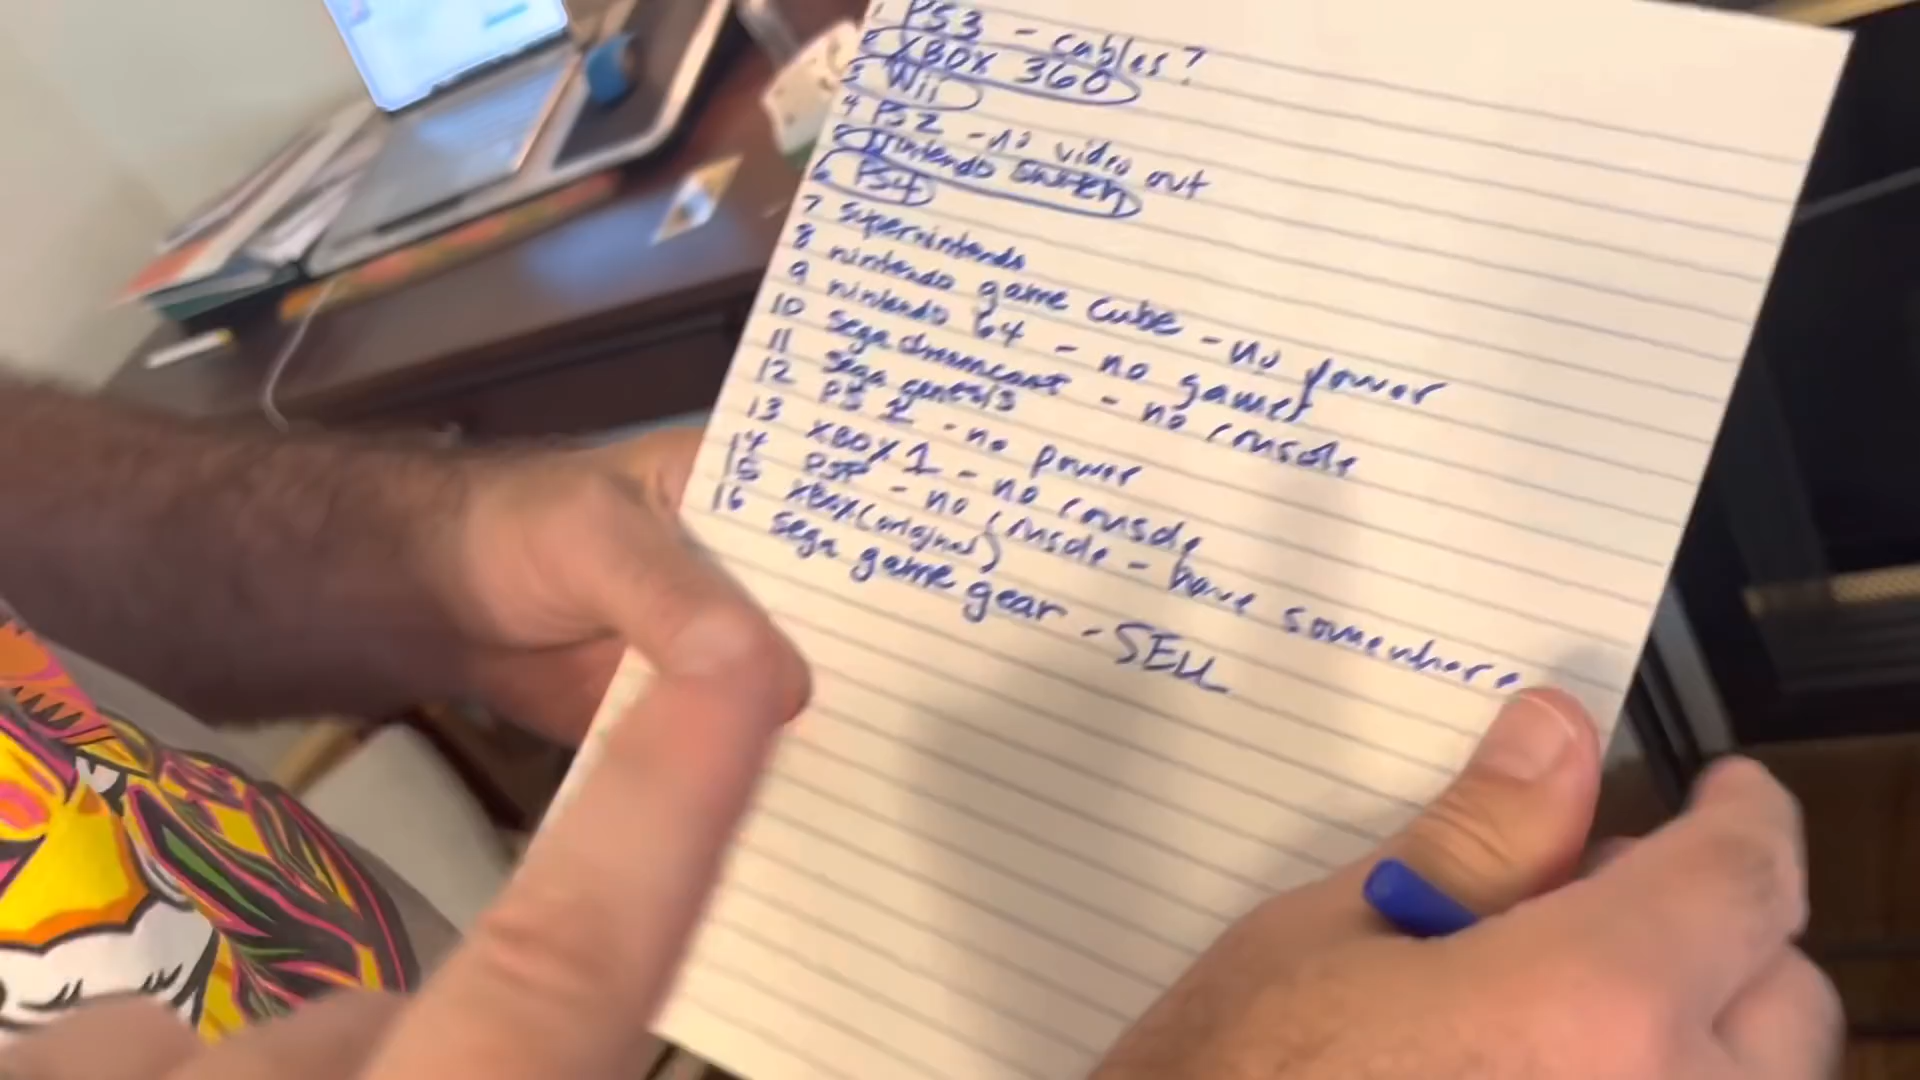 1 PS3 - cables?
2 XBOX 360
3 Wii
4 PS2 - no video out
5 Nintendo Switch
6 PS4
7 supernintendo
8 nintendo game cube - no power
9 nintendo 64 - no games
10 sega dreamcast - no console
11 sega genesis
12 PS 2 - no power
13 XBOX 1 - no console
14 PSP - no console - have somewhere
15 XBOX (original)
16 sega game gear - SELL